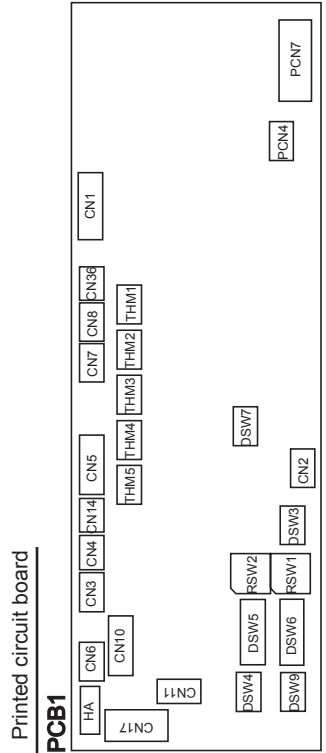 Printed circuit board
PCB1
HA
CN6
CN3
CN4
CN14
CN5
CN7
CN8
CN36
CN1
CN17
CN10
THM5
THM4
THM3
THM2
THM1
CN11
DSW4
DSW5
RSW2
DSW7
PCN4
DSW9
DSW6
RSW1
DSW3
CN2
PCN7